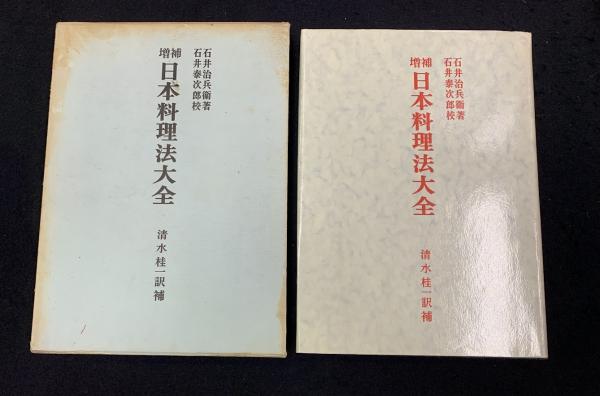 石井治兵衛著
石井泰次郎校
増補
日本料理法大全
清水桂一訳補
石井治兵衛著
石井泰次郎校
増補
日本料理法大全
清水桂一訳補